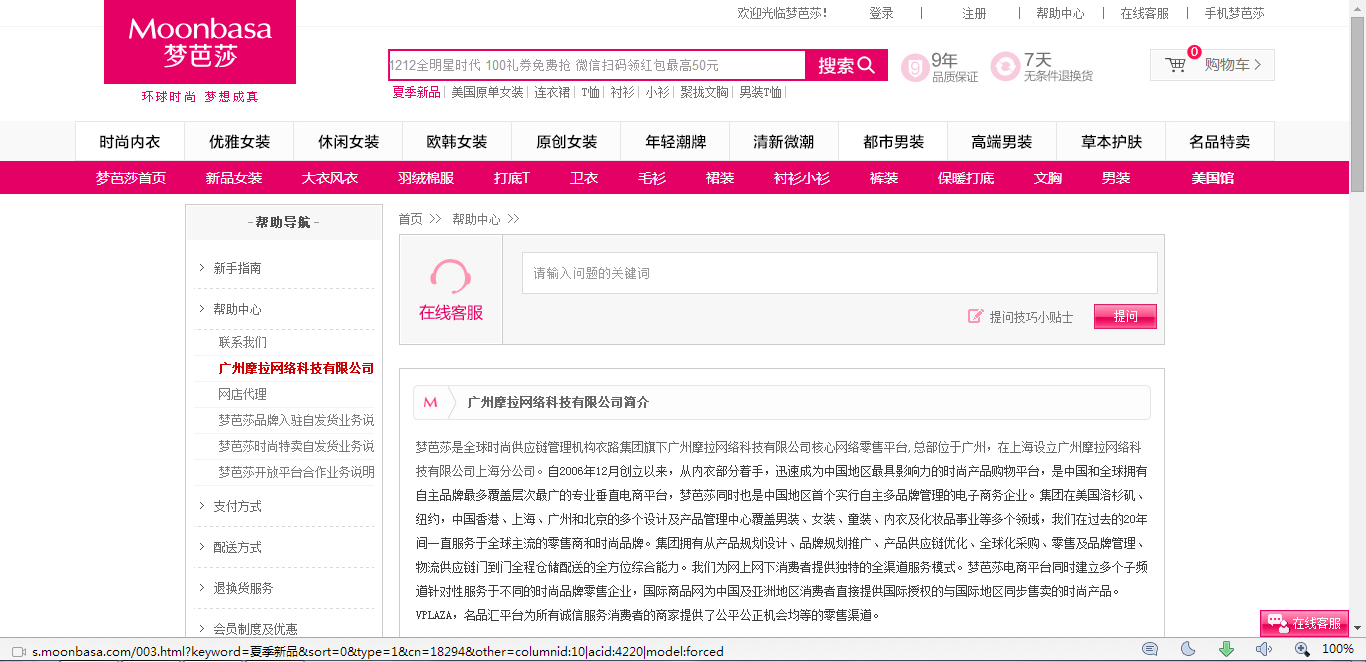 欢迎光临梦芭莎! 登录 | 注册 | 帮助中心 | 在线客服 | 手机梦芭莎
Moonbasa
梦芭莎
环球时尚 梦想成真
1212全明星时代 100礼券免费抢 微信扫码领红包最高50元 搜索
9年
品质保证
7天
无条件退换货
0
购物车
夏季新品| 美国原单女装| 连衣裙| T恤| 衬衫| 小衫| 聚拢文胸| 男装T恤|
时尚内衣 优雅女装 休闲女装 欧韩女装 原创女装 年轻潮牌 清新微潮 都市男装 高端男装 草本护肤 名品特卖
梦芭莎首页 新品女装 大衣风衣 羽绒棉服 打底T 卫衣 毛衫 裙装 衬衫小衫 裤装 保暖打底 文胸 男装 美国馆
-帮助导航-
新手指南
帮助中心
联系我们
广州摩拉网络科技有限公司
网店代理
梦芭莎品牌入驻自发货业务说
梦芭莎时尚特卖自发货业务说
梦芭莎开放平台合作业务说明
支付方式
配送方式
退换货服务
会员制度及优惠
首页 >> 帮助中心 >>
在线客服
请输入问题的关键词
提问技巧小贴士 提问
M 广州摩拉网络科技有限公司简介
梦芭莎是全球时尚供应链管理机构衣路集团旗下广州摩拉网络科技有限公司核心网络零售平台, 总部位于广州，在上海设立广州摩拉网络科
技有限公司上海分公司。自2006年12月创立以来，从内衣部分着手，迅速成为中国地区最具影响力的时尚产品购物平台，是中国和全球拥有
自主品牌最多覆盖层次最广的专业垂直电商平台，梦芭莎同时也是中国地区首个实行自主多品牌管理的电子商务企业。集团在美国洛杉矶、
纽约，中国香港、上海、广州和北京的多个设计及产品管理中心覆盖男装、女装、童装、内衣及化妆品事业等多个领域，我们在过去的20年
间一直服务于全球主流的零售商和时尚品牌。集团拥有从产品规划设计、品牌规划推广、产品供应链优化、全球化采购、零售及品牌管理、
物流供应链门到门全程仓储配送的全方位综合能力。我们为网上网下消费者提供独特的全渠道服务模式。梦芭莎电商平台同时建立多个子频
道针对性服务于不同的时尚品牌零售企业，国际商品网为中国及亚洲地区消费者直接提供国际授权的与国际地区同步售卖的时尚产品。
VPLAZA，名品汇平台为所有诚信服务消费者的商家提供了公平公正机会均等的零售渠道。
在线客服
s.moonbasa.com/003.html?keyword=夏季新品&sort=0&type=1&cn=18294&other=columnid:10|acid:4220|model:forced
100%